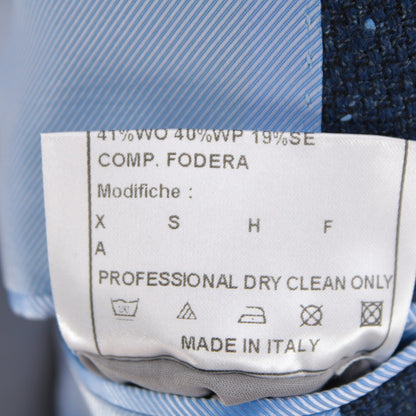 41%WO 40%WP 19%SE
COMP. FODERA
Modifiche :
X S H F
A
PROFESSIONAL DRY CLEAN ONLY
MADE IN ITALY